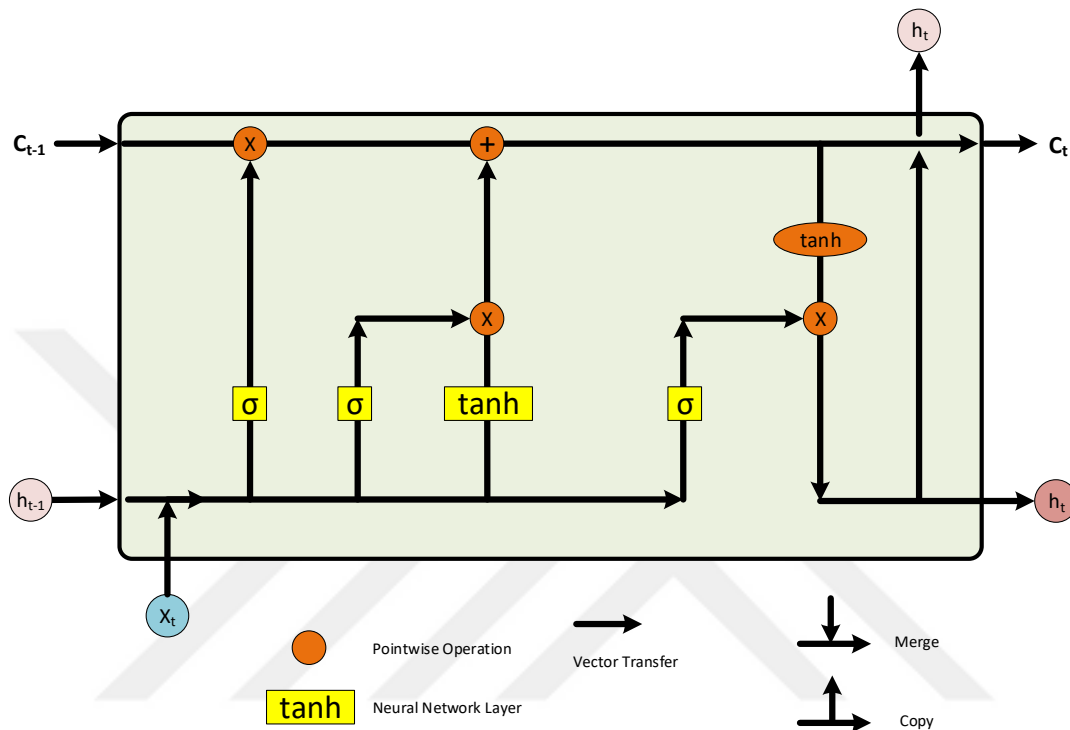 hₜ
Cₜ₋₁
X
+
Cₜ
tanh
X
X
σ
σ
tanh
σ
hₜ₋₁
hₜ
Xₜ
Pointwise Operation
Vector Transfer
Merge
tanh
Neural Network Layer
Copy